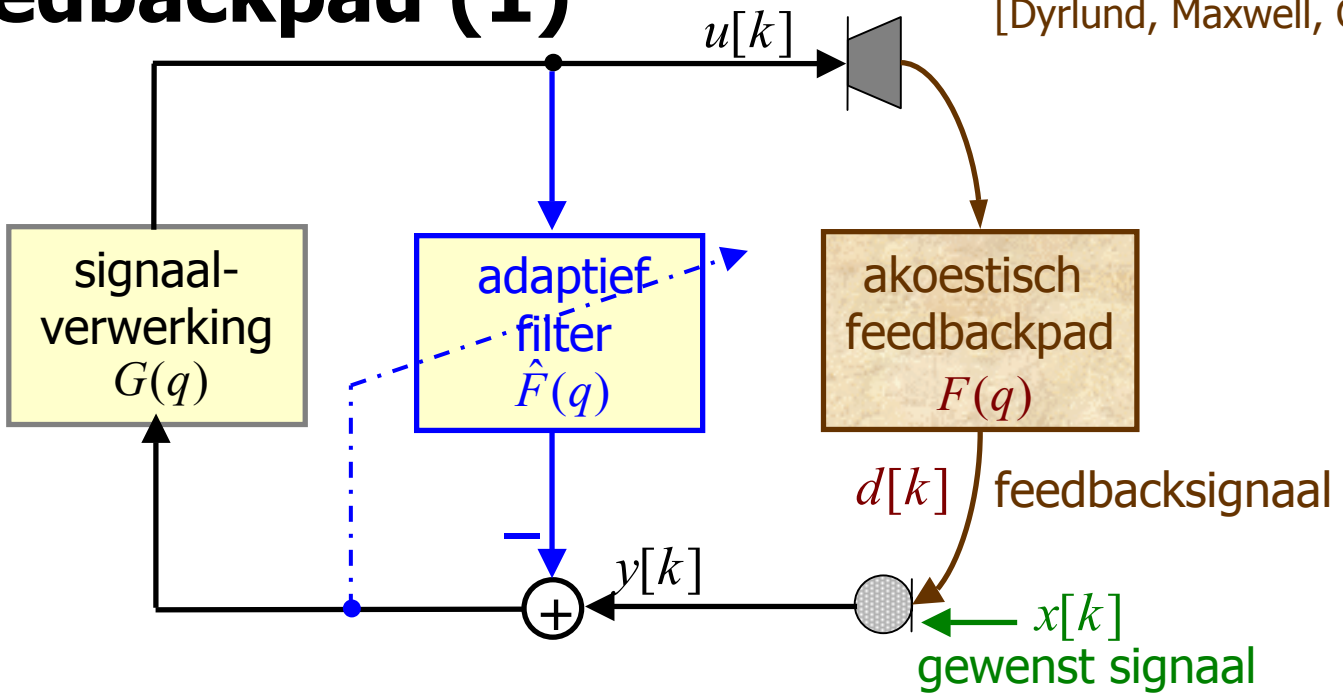 edbackpad (1)
[Dyrlund, Maxwell,
u[k]
signaal-
verwerking
G(q)
adaptief
filter
F̂(q)
akoestisch
feedbackpad
F(q)
d[k] feedbacksignaal
–
+
y[k]
x[k]
gewenst signaal